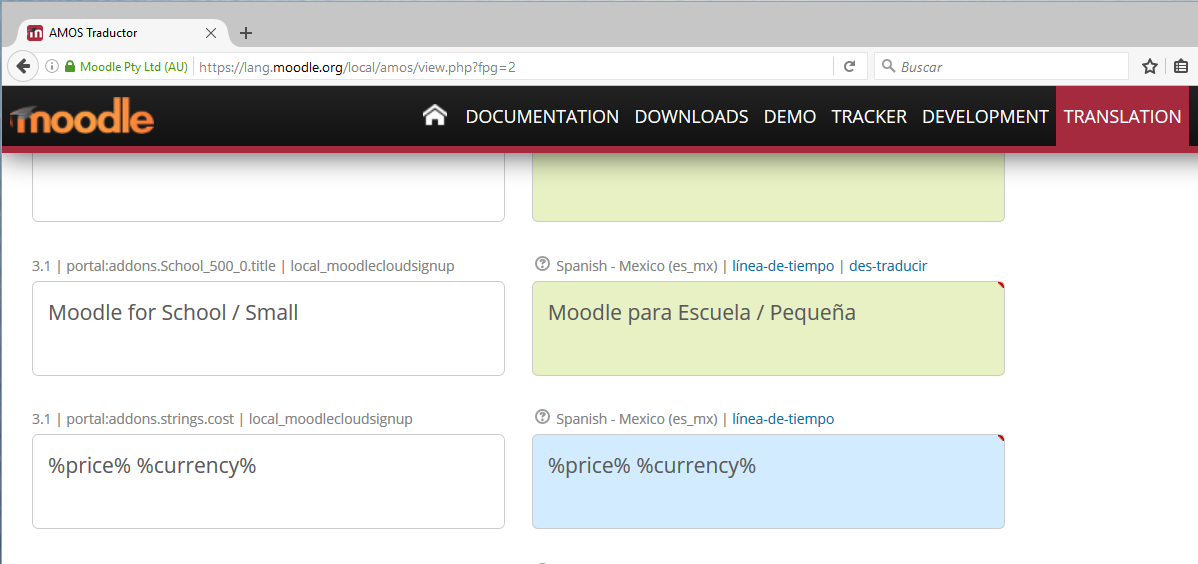 AMOS Traductor
Moodle Pty Ltd (AU) https://lang.moodle.org/local/amos/view.php?fpg=2 Buscar
moodle DOCUMENTATION DOWNLOADS DEMO TRACKER DEVELOPMENT TRANSLATION
3.1 | portal:addons.School_500_0.title | local_moodlecloudsignup
Spanish - Mexico (es_mx) | línea-de-tiempo | des-traducir
Moodle for School / Small
Moodle para Escuela / Pequeña
3.1 | portal:addons.strings.cost | local_moodlecloudsignup
Spanish - Mexico (es_mx) | línea-de-tiempo
%price% %currency%
%price% %currency%